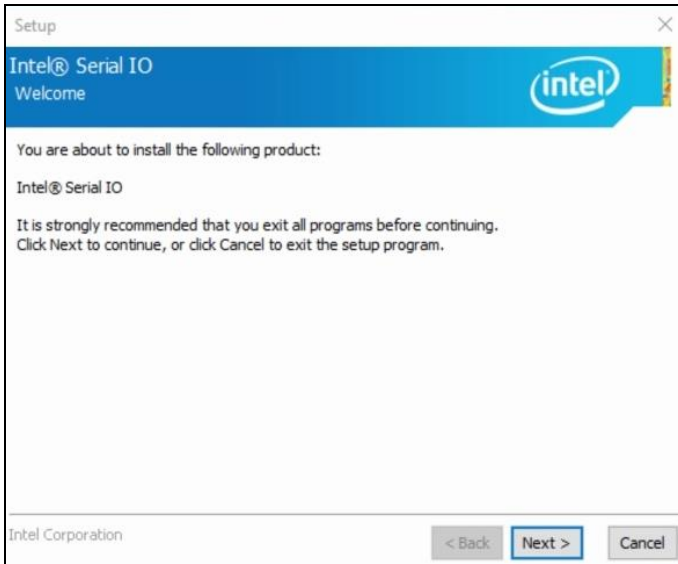 Setup
Intel® Serial IO
Welcome
intel
You are about to install the following product:
Intel® Serial IO
It is strongly recommended that you exit all programs before continuing.
Click Next to continue, or click Cancel to exit the setup program.
Intel Corporation
< Back Next > Cancel